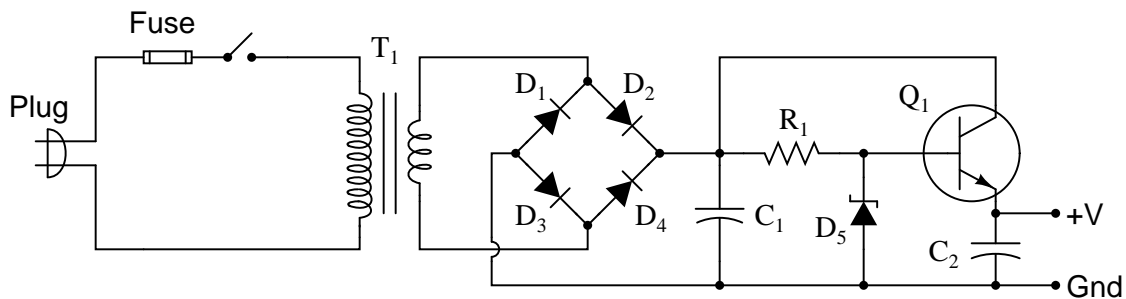 Fuse
Plug
T1
D1
D2
D3
D4
R1
C1
D5
Q1
C2
+V
Gnd